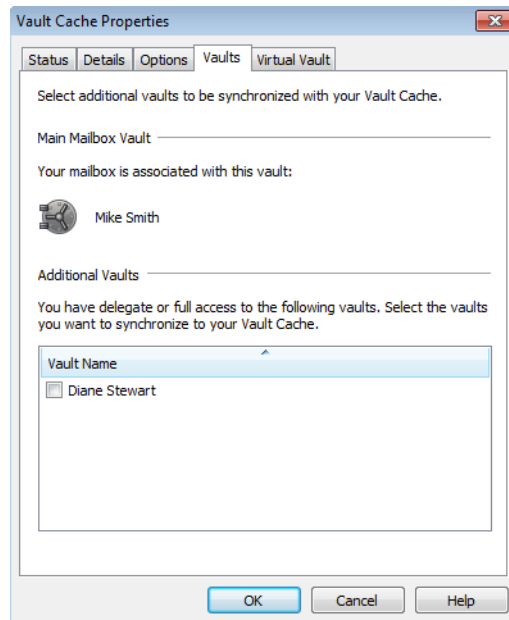 Vault Cache Properties
Status Details Options Vaults Virtual Vault
Select additional vaults to be synchronized with your Vault Cache.
Main Mailbox Vault
Your mailbox is associated with this vault:
Mike Smith
Additional Vaults
You have delegate or full access to the following vaults. Select the vaults
you want to synchronize to your Vault Cache.
Vault Name
Diane Stewart
OK Cancel Help